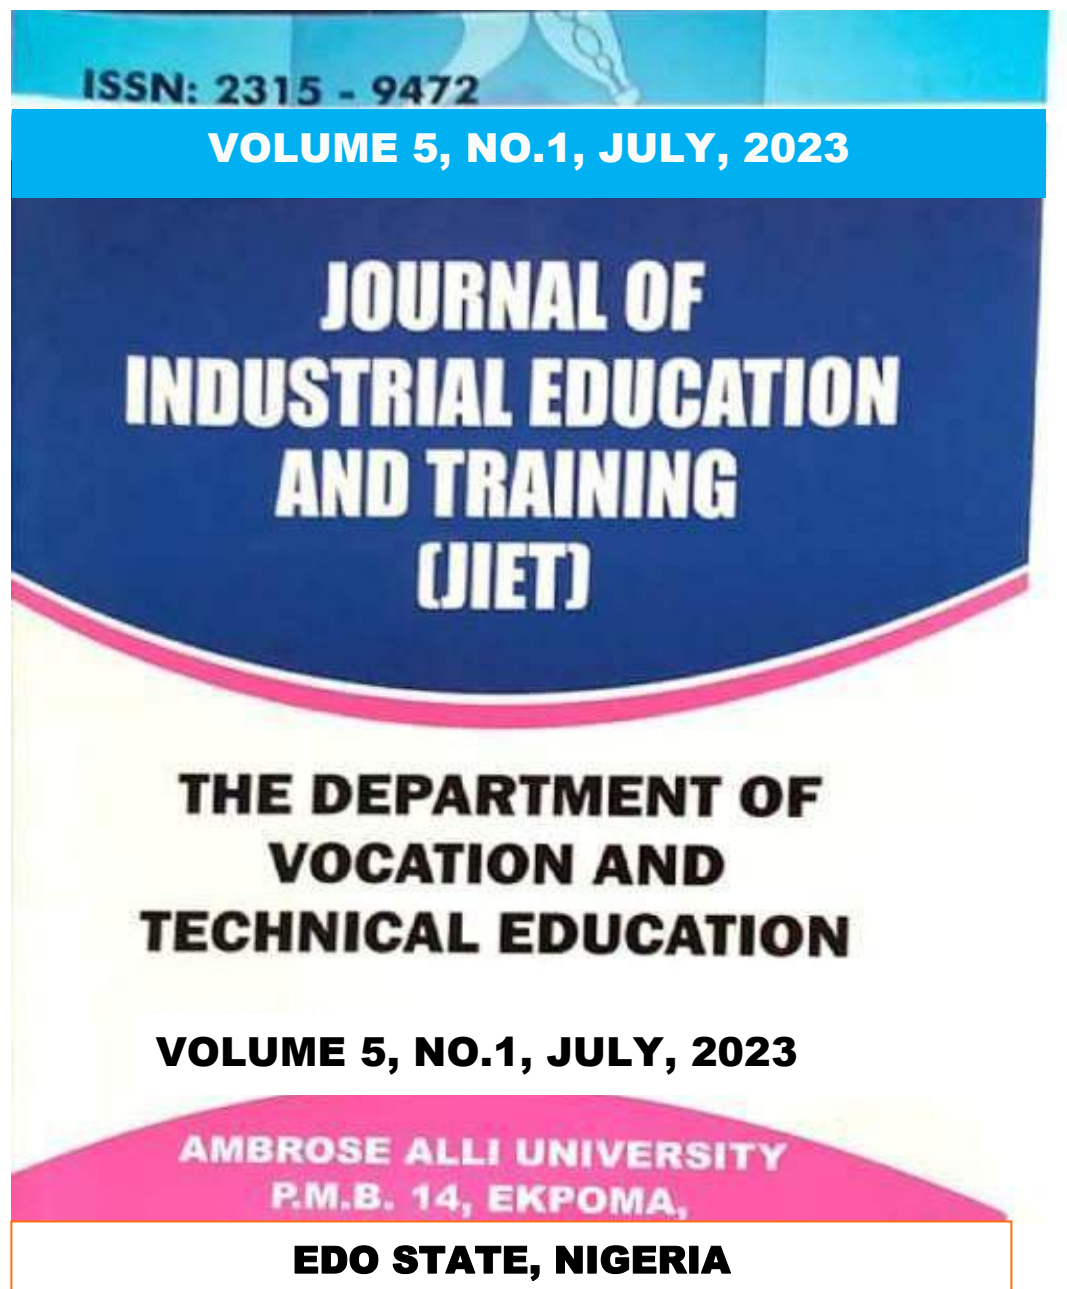 ISSN: 2315 - 9472
VOLUME 5, NO.1, JULY, 2023
JOURNAL OF
INDUSTRIAL EDUCATION
AND TRAINING
(JIET)
THE DEPARTMENT OF
VOCATION AND
TECHNICAL EDUCATION
VOLUME 5, NO.1, JULY, 2023
AMBROSE ALLI UNIVERSITY
P.M.B. 14, EKPOMA,
EDO STATE, NIGERIA